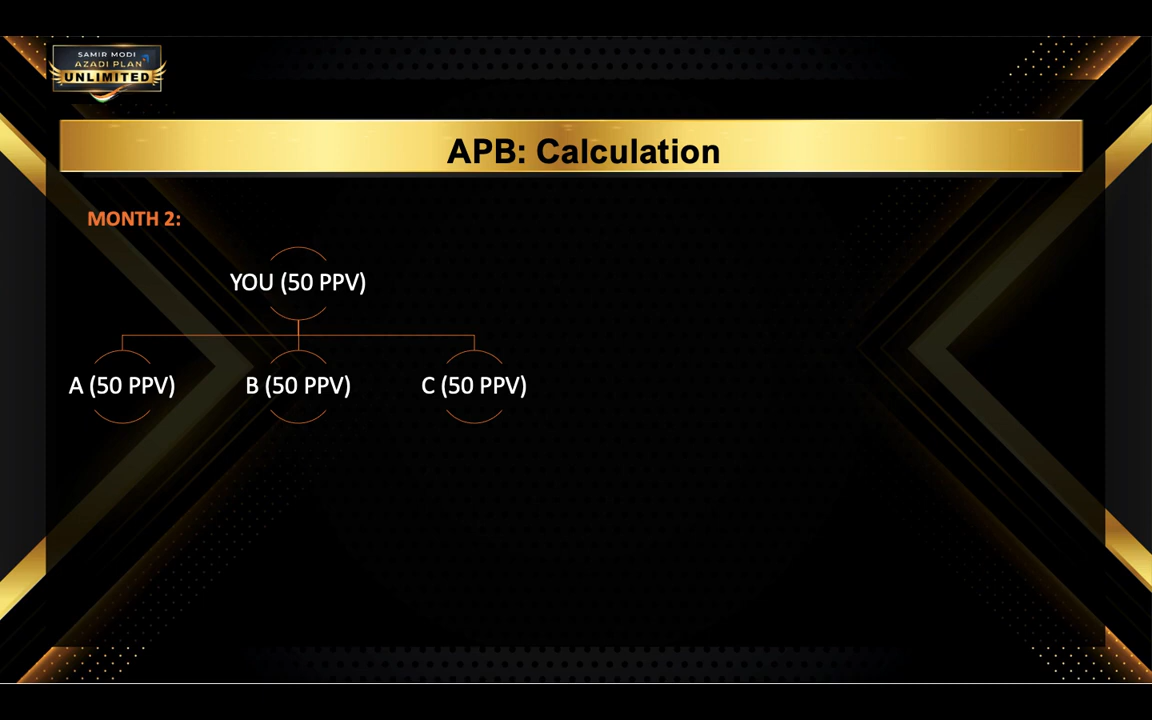 SAMIR MODI
AZADI PLAN
UNLIMITED
APB: Calculation
MONTH 2:
YOU (50 PPV)
A (50 PPV) B (50 PPV) C (50 PPV)